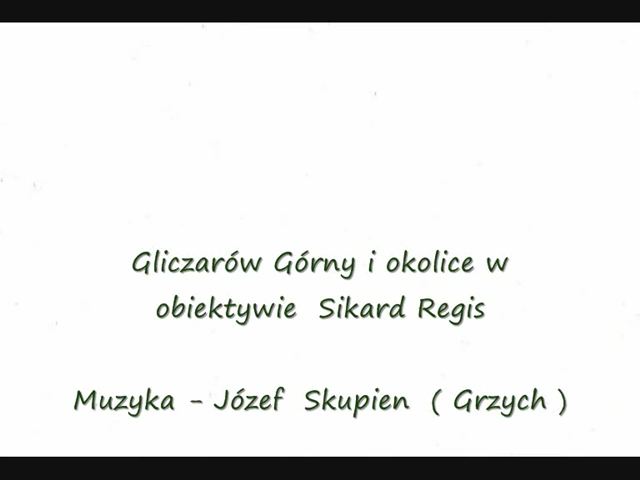 Gliczarów Górny i okolice w
obiektywie Sikard Regis
Muzyka - Józef Skupien ( Grzych )